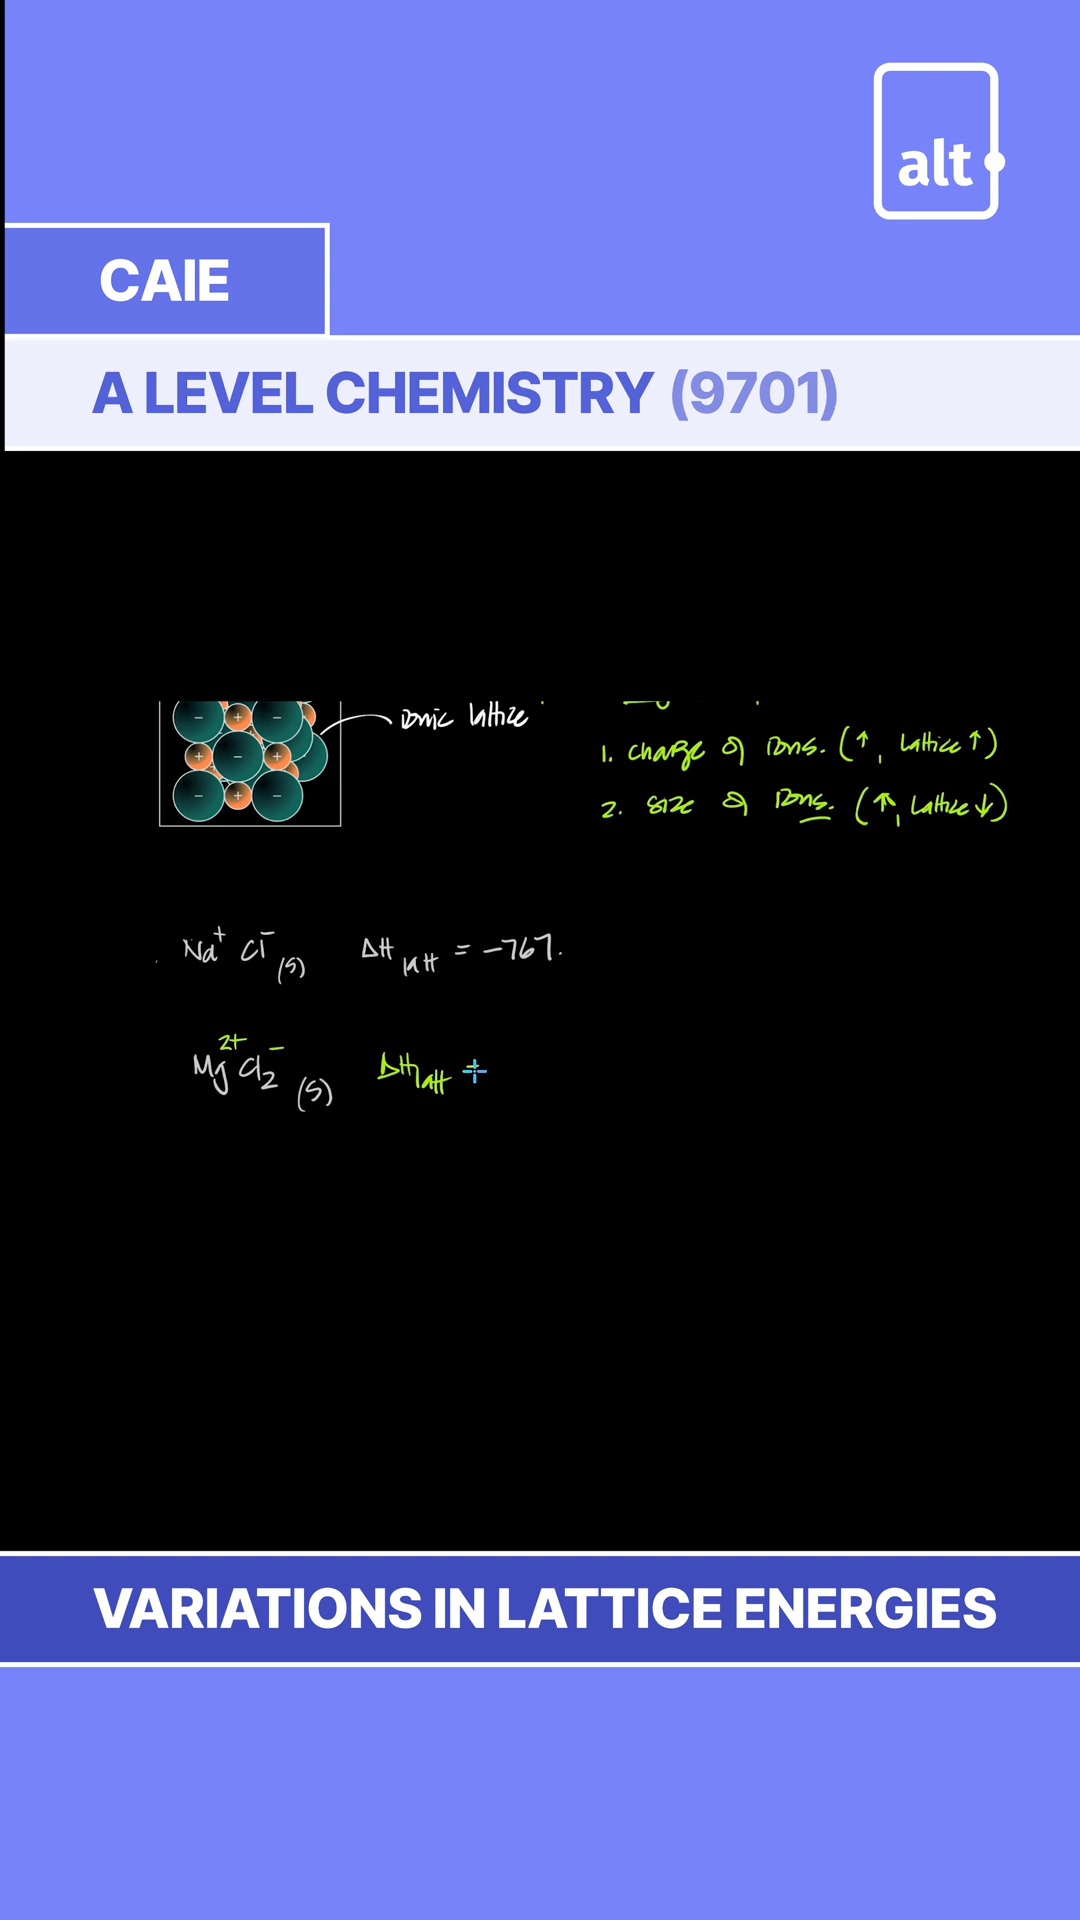 alt
CAIE
A LEVEL CHEMISTRY (9701)
ionic lattice
1. charge of ions. (↑, lattice ↑)
2. size of ions. (↑, lattice ↓)
Na⁺ Cl⁻ (s) ΔH latt = -767.
Mg²⁺ Cl₂⁻ (s) ΔH latt =
VARIATIONS IN LATTICE ENERGIES